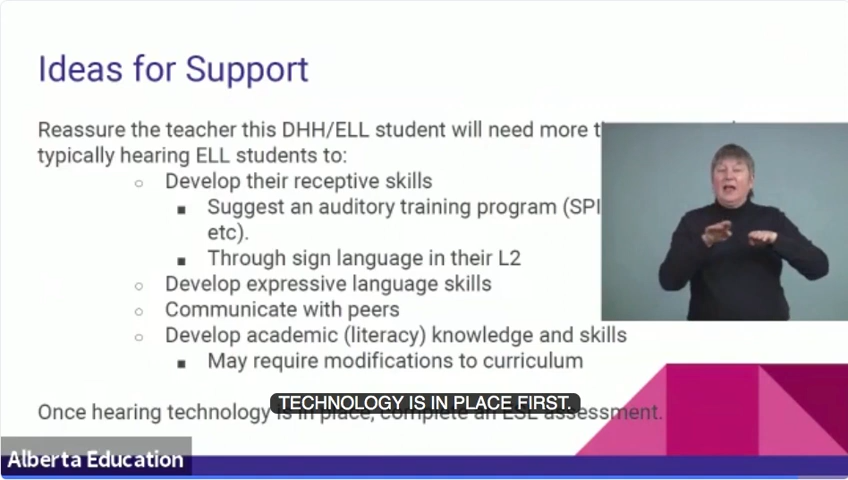 Ideas for Support
Reassure the teacher this DHH/ELL student will need more
typically hearing ELL students to:
○ Develop their receptive skills
■ Suggest an auditory training program (SPI
etc).
■ Through sign language in their L2
○ Develop expressive language skills
○ Communicate with peers
○ Develop academic (literacy) knowledge and skills
■ May require modifications to curriculum
TECHNOLOGY IS IN PLACE FIRST.
Once hearing technology is in place, complete an ESL assessment.
Alberta Education